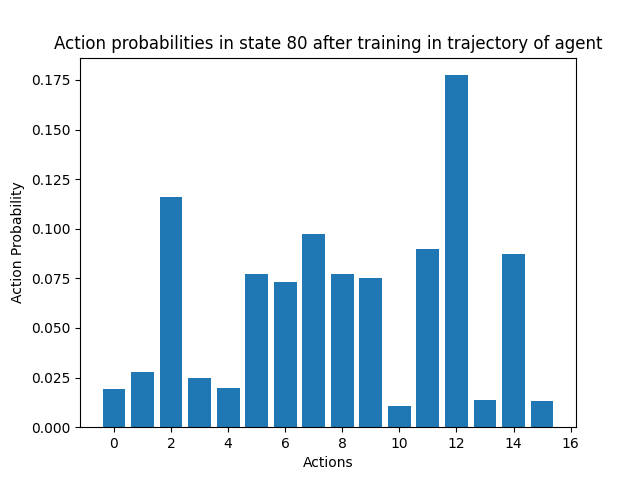 Action probabilities in state 80 after training in trajectory of agent
0.175
0.150
0.125
0.100
0.075
0.050
0.025
0.000
Action Probability
0 2 4 6 8 10 12 14 16
Actions